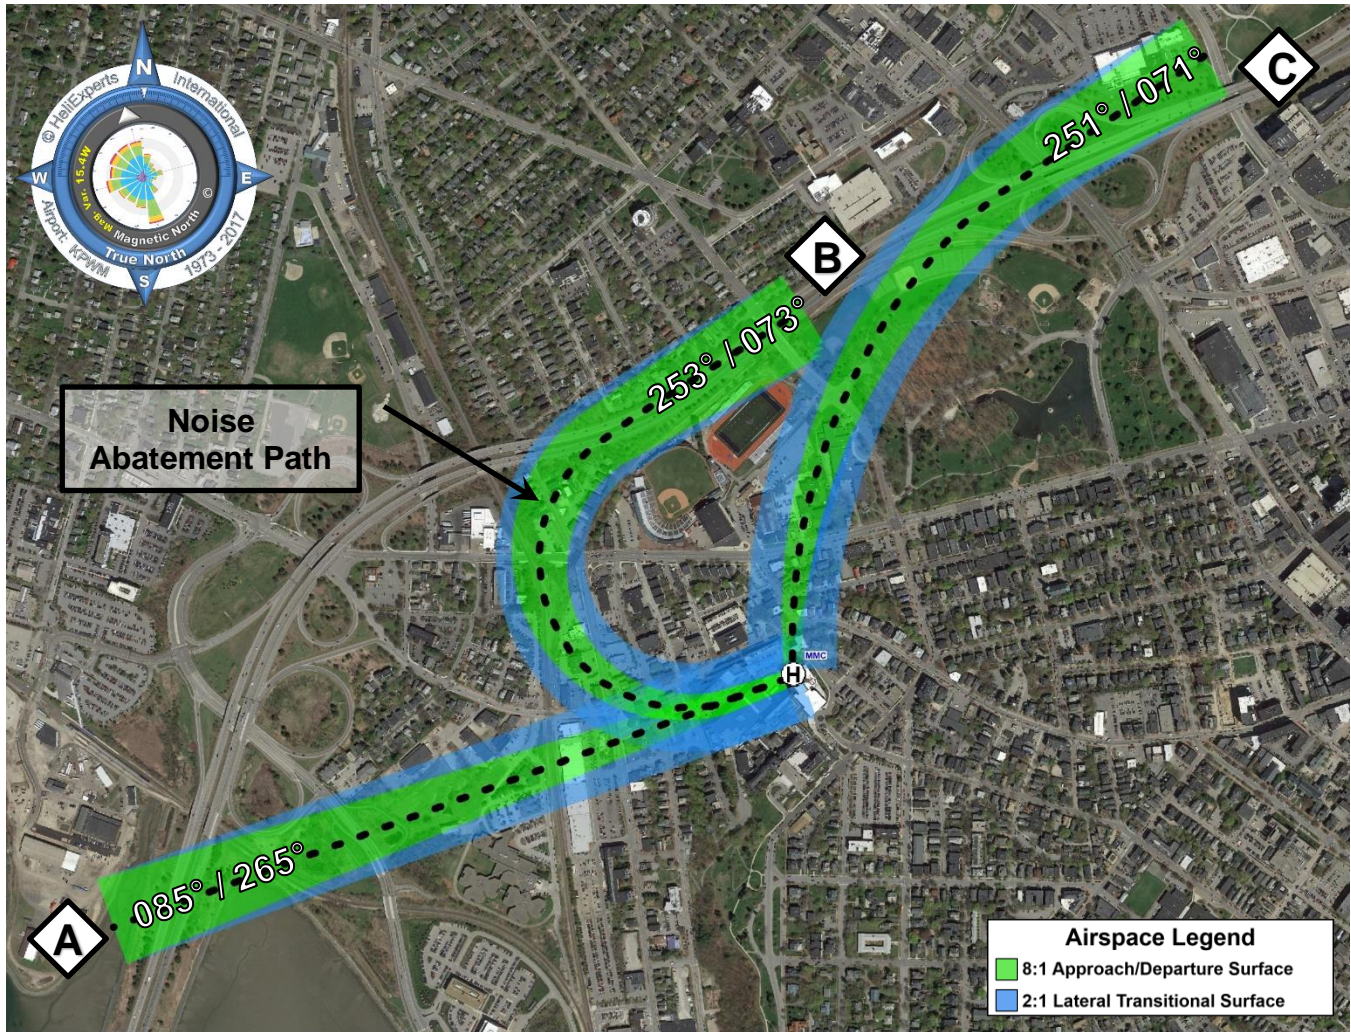 N
© HeliExperts International
W
Mag. Var. 15.4W
Magnetic North ©
E
Airport: KPWM
True North
1973 - 2017
S
C
251° / 071°
B
253° / 073°
Noise
Abatement Path
MMC
H
085° / 265°
A
Airspace Legend
8:1 Approach/Departure Surface
2:1 Lateral Transitional Surface